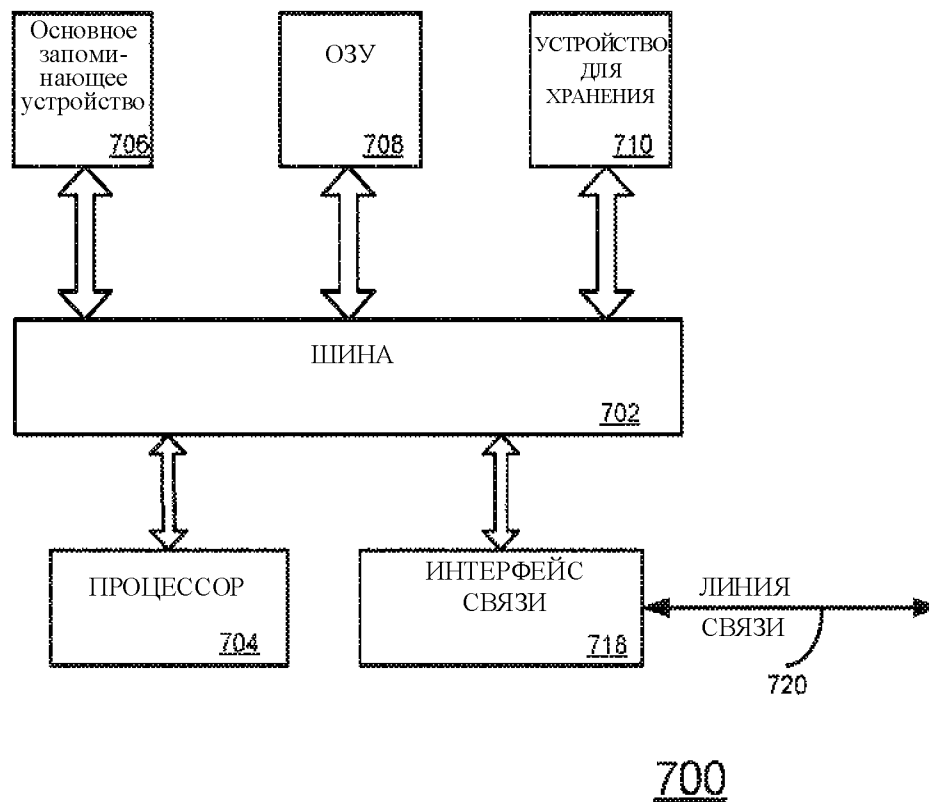 Основное
запоми-
нающее
устройство
706
ОЗУ
708
УСТРОЙСТВО
ДЛЯ
ХРАНЕНИЯ
710
ШИНА
702
ПРОЦЕССОР
704
ИНТЕРФЕЙС
СВЯЗИ
718
ЛИНИЯ
СВЯЗИ
720
700